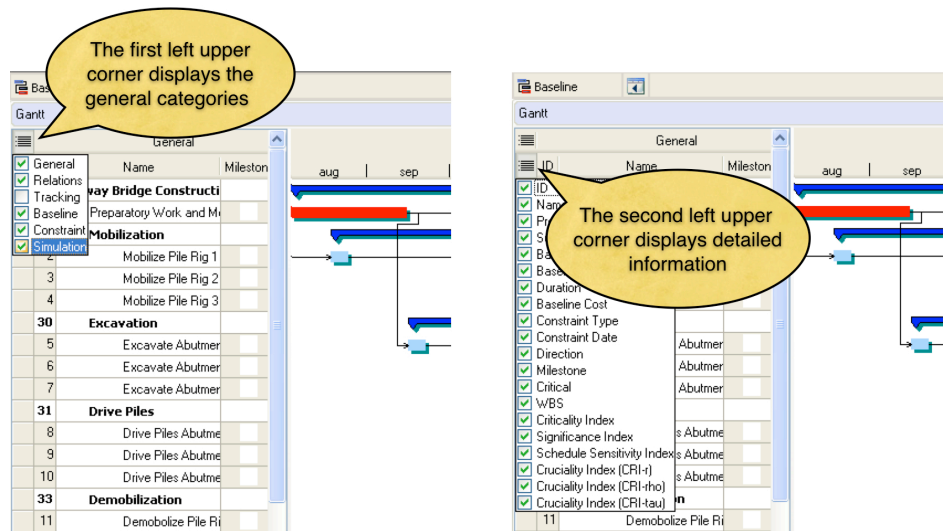 The first left upper
corner displays the
general categories
Bas
Gantt
General
General
Relations
Tracking
Baseline
Constraint
Simulation
Name
Mileston
aug
sep
way Bridge Constructi
Preparatory Work and M
Mobilization
2 Mobilize Pile Rig 1
3 Mobilize Pile Rig 2
4 Mobilize Pile Rig 3
30 Excavation
5 Excavate Abutmer
6 Excavate Abutmer
7 Excavate Abutmer
31 Drive Piles
8 Drive Piles Abutme
9 Drive Piles Abutme
10 Drive Piles Abutme
33 Demobilization
11 Demobolize Pile Ri
Baseline
Gantt
General
ID Name Mileston
aug
sep
The second left upper
corner displays detailed
information
ID
Nam
Pr
S
Ba
Base
Duration
Baseline Cost
Constraint Type
Constraint Date
Direction
Milestone
Critical
WBS
Criticality Index
Significance Index
Schedule Sensitivity Index
Cruciality Index (CRI-r)
Cruciality Index (CRI-rho)
Cruciality Index (CRI-tau)
Abutmer
Abutmer
Abutmer
s Abutme
s Abutme
s Abutme
n
11 Demobolize Pile Ri